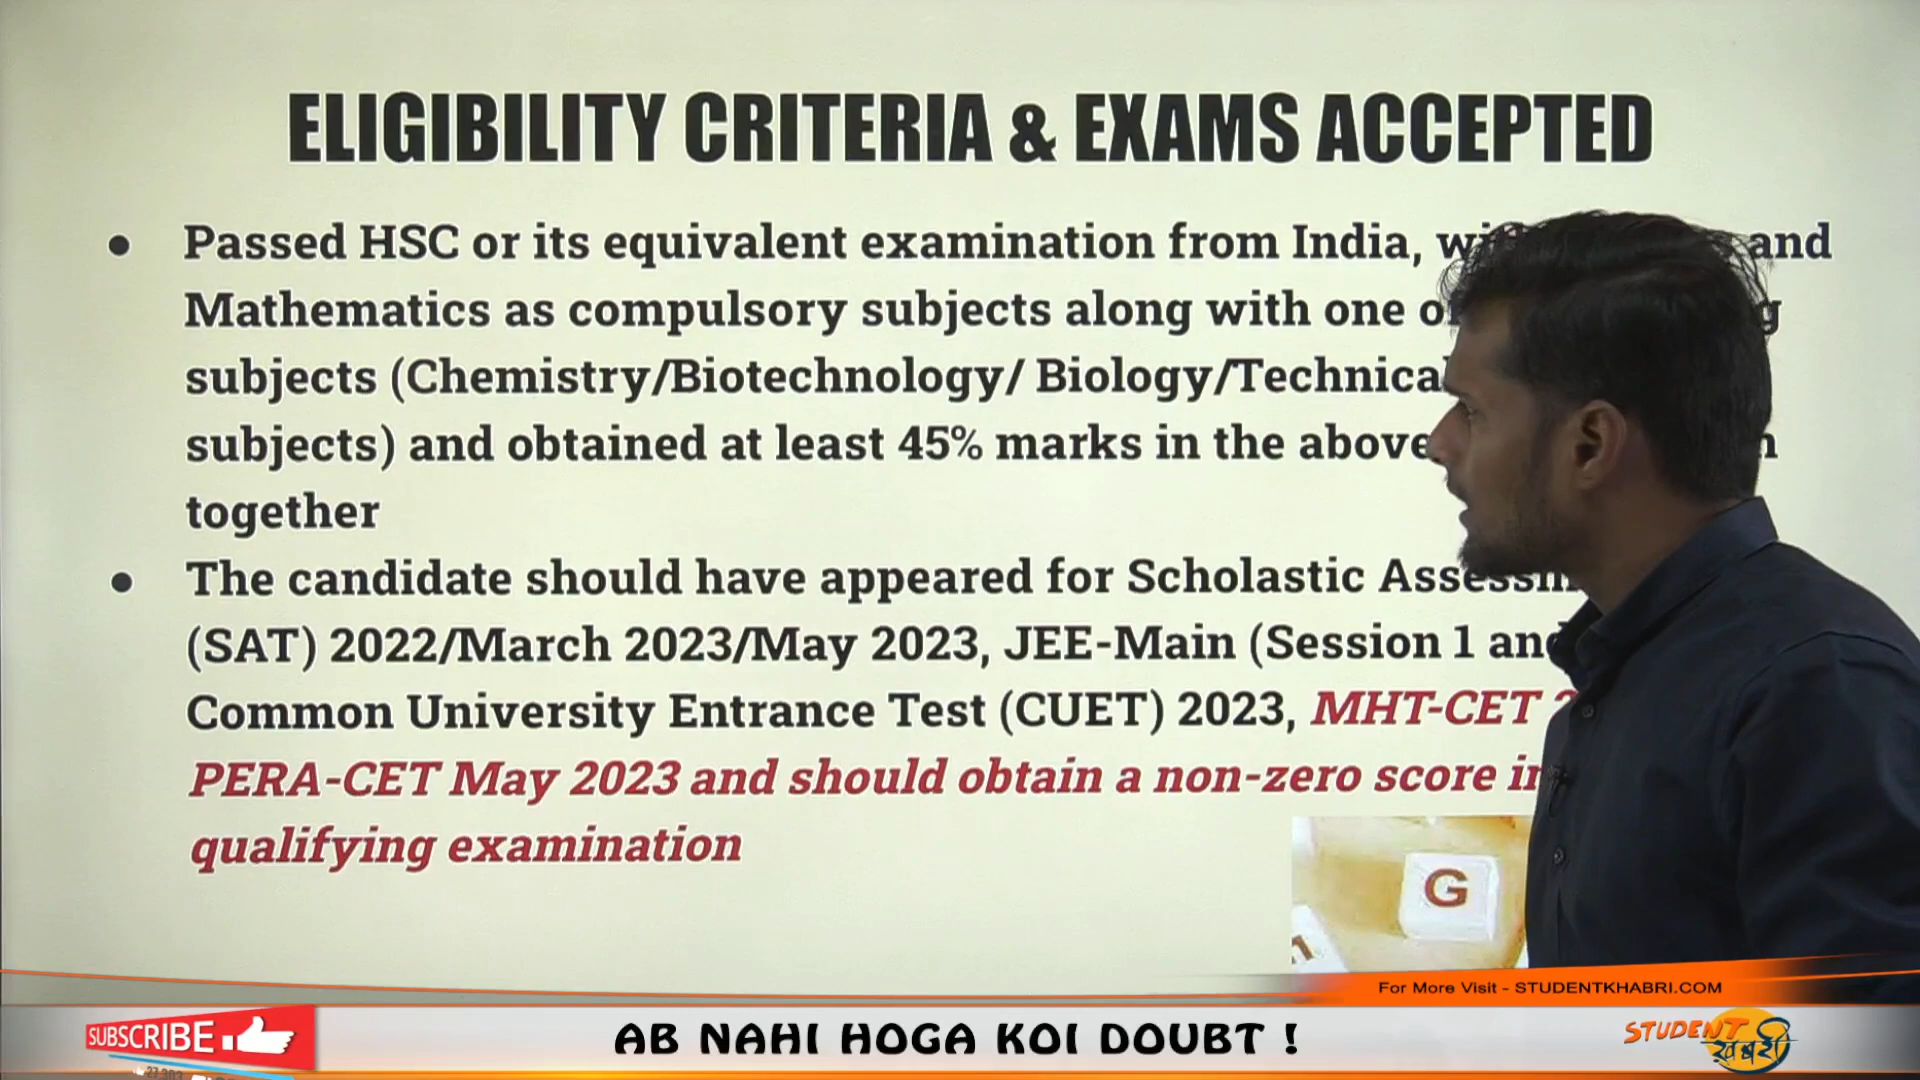 ELIGIBILITY CRITERIA & EXAMS ACCEPTED
● Passed HSC or its equivalent examination from India, and
Mathematics as compulsory subjects along with one
subjects (Chemistry/Biotechnology/ Biology/Technical
subjects) and obtained at least 45% marks in the above
together
● The candidate should have appeared for Scholastic
(SAT) 2022/March 2023/May 2023, JEE-Main (Session 1 and
Common University Entrance Test (CUET) 2023, MHT-CET
PERA-CET May 2023 and should obtain a non-zero score in
qualifying examination
G
For More Visit - STUDENTKHABRI.COM
SUBSCRIBE
AB NAHI HOGA KOI DOUBT !
STUDENT
ख़बरी